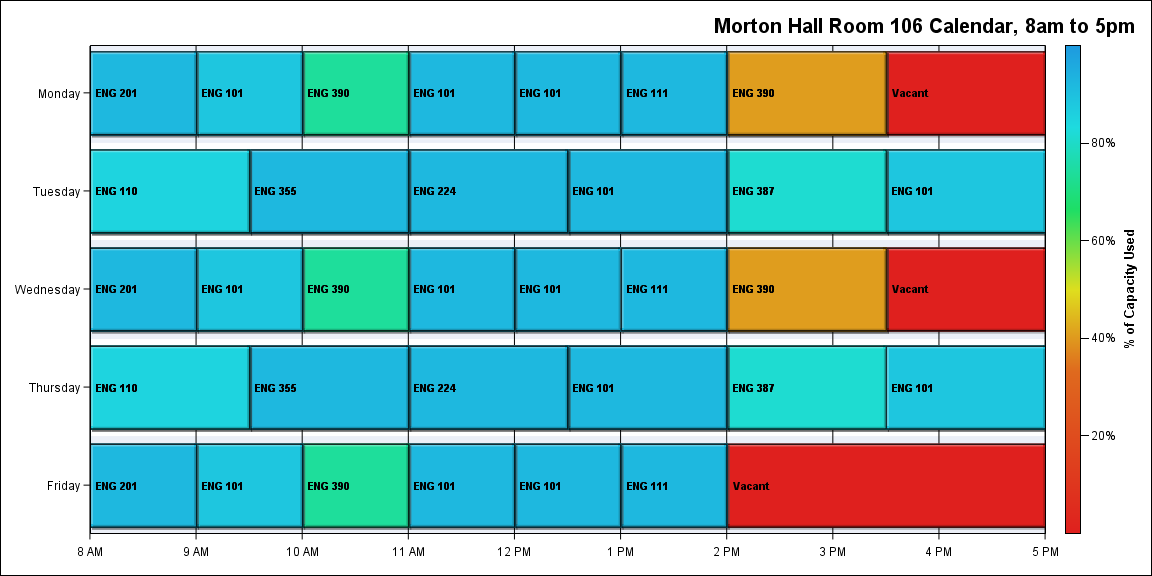 Morton Hall Room 106 Calendar, 8am to 5pm
Monday
ENG 201
ENG 101
ENG 390
ENG 101
ENG 101
ENG 111
ENG 390
Vacant
Tuesday
ENG 110
ENG 355
ENG 224
ENG 101
ENG 387
ENG 101
Wednesday
ENG 201
ENG 101
ENG 390
ENG 101
ENG 101
ENG 111
ENG 390
Vacant
Thursday
ENG 110
ENG 355
ENG 224
ENG 101
ENG 387
ENG 101
Friday
ENG 201
ENG 101
ENG 390
ENG 101
ENG 101
ENG 111
Vacant
8 AM
9 AM
10 AM
11 AM
12 PM
1 PM
2 PM
3 PM
4 PM
5 PM
80%
60%
40%
20%
% of Capacity Used